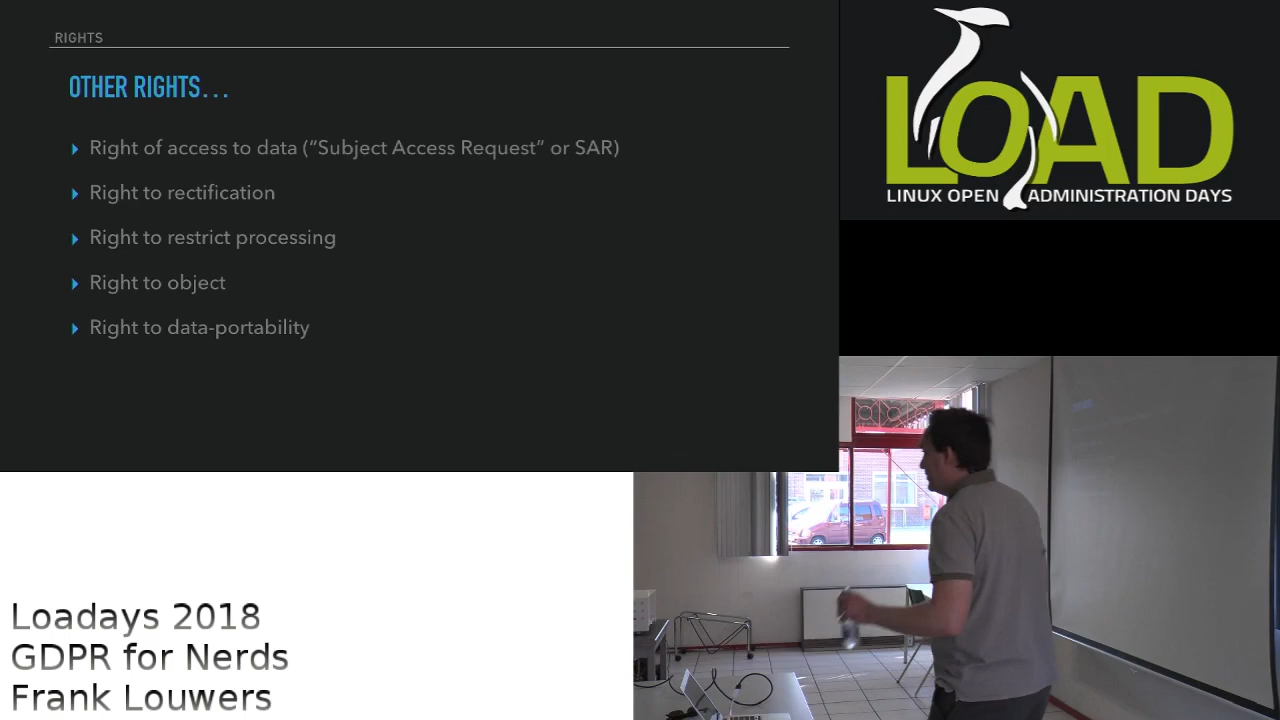 RIGHTS
OTHER RIGHTS...
Right of access to data (“Subject Access Request” or SAR)
Right to rectification
Right to restrict processing
Right to object
Right to data-portability
LOAD
LINUX OPEN ADMINISTRATION DAYS
Loadays 2018
GDPR for Nerds
Frank Louwers